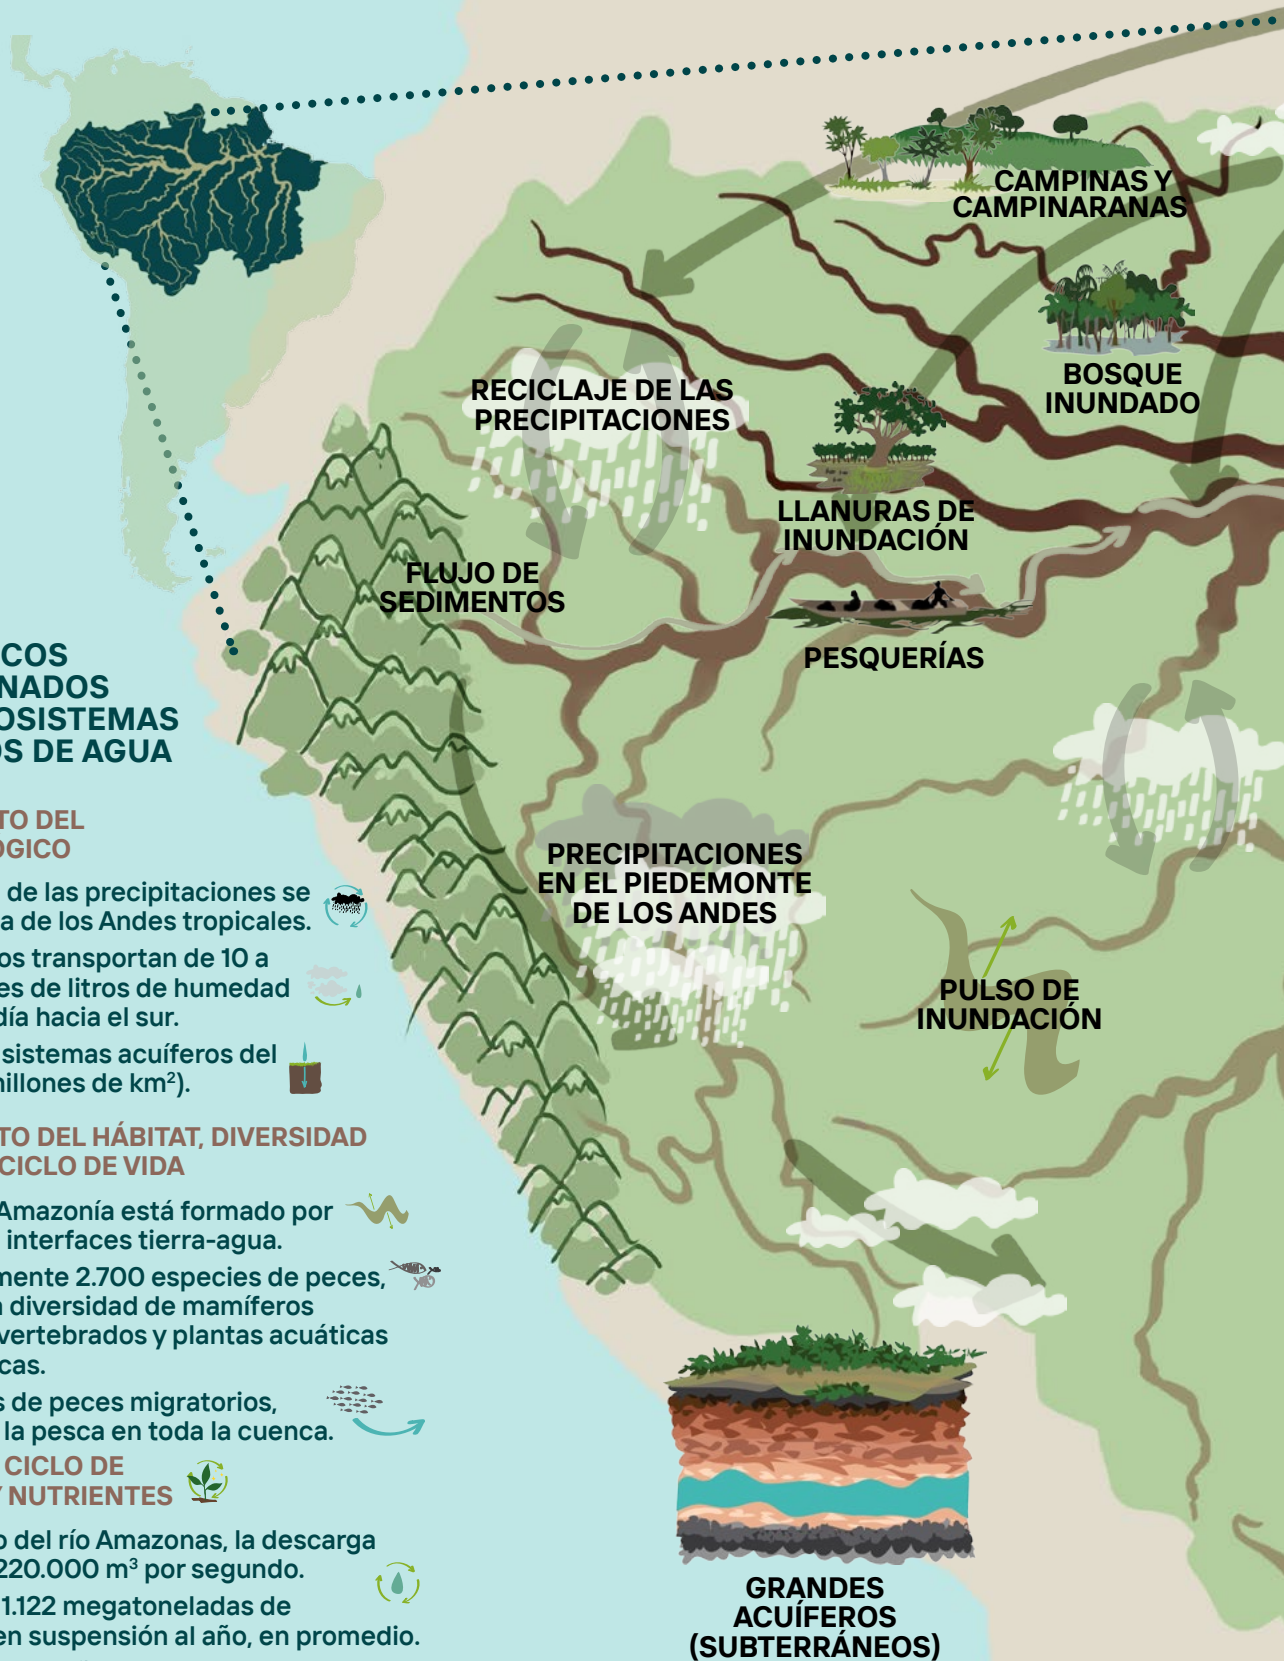 COS
NADOS
OSISTEMAS
OS DE AGUA
TO DEL
ÓGICO
de las precipitaciones se
a de los Andes tropicales.
os transportan de 10 a
es de litros de humedad
día hacia el sur.
sistemas acuíferos del
millones de km²).
TO DEL HÁBITAT, DIVERSIDAD
CICLO DE VIDA
Amazonía está formado por
interfaces tierra-agua.
mente 2.700 especies de peces,
a diversidad de mamíferos
vertebrados y plantas acuáticas
cas.
s de peces migratorios,
la pesca en toda la cuenca.
CICLO DE
Y NUTRIENTES
o del río Amazonas, la descarga
220.000 m³ por segundo.
1.122 megatoneladas de
en suspensión al año, en promedio.
CAMPINAS Y
CAMPINARANAS
BOSQUE
INUNDADO
RECICLAJE DE LAS
PRECIPITACIONES
LLANURAS DE
INUNDACIÓN
FLUJO DE
SEDIMENTOS
PESQUERÍAS
PRECIPITACIONES
EN EL PIEDEMONTE
DE LOS ANDES
PULSO DE
INUNDACIÓN
GRANDES
ACUÍFEROS
(SUBTERRÁNEOS)